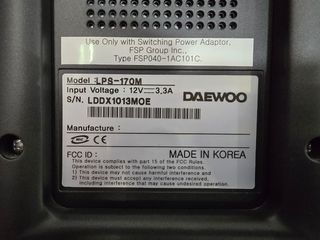 Use Only with Switching Power Adaptor,
FSP Group Inc.,
Type FSP040-1AC101C.
Model : LPS-170M
Input Voltage : 12V⎓3,3A
S/N. LDDX1013MOE
DAEWOO
Manufacture :
CE
FCC ID :
MADE IN KOREA
This device complies with part 15 of the FCC Rules.
Operation is subject to the following two conditions.
1) This device may not cause harmful interference and
2) This device must accept any interference received,
including interference that may cause undesired operation.